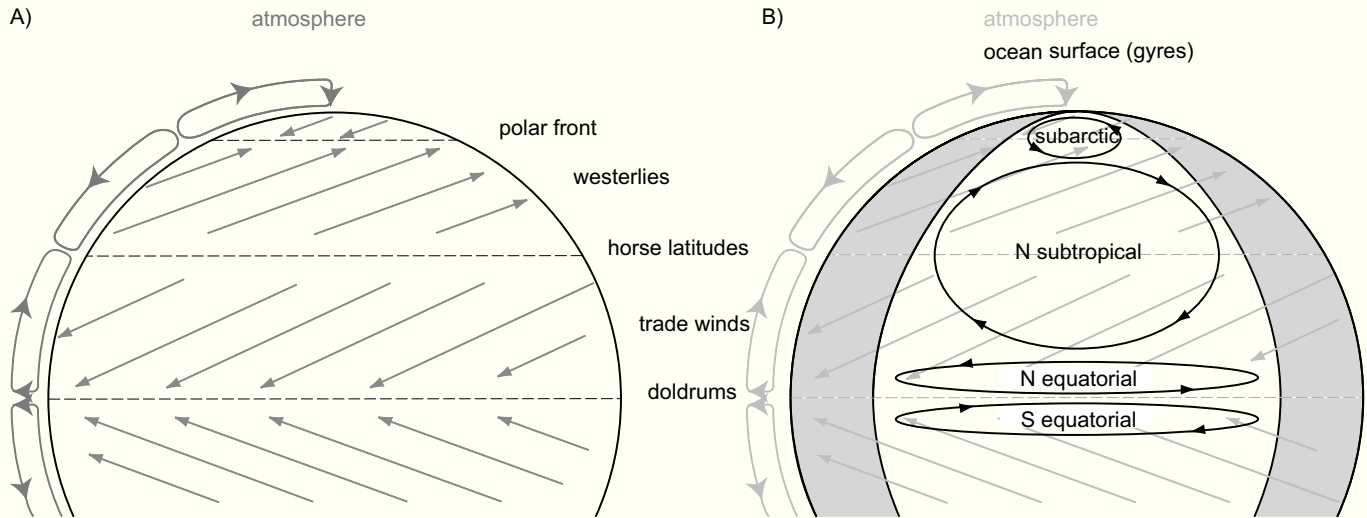 A)
atmosphere
polar front
westerlies
horse latitudes
trade winds
doldrums
B)
atmosphere
ocean surface (gyres)
subarctic
N subtropical
N equatorial
S equatorial